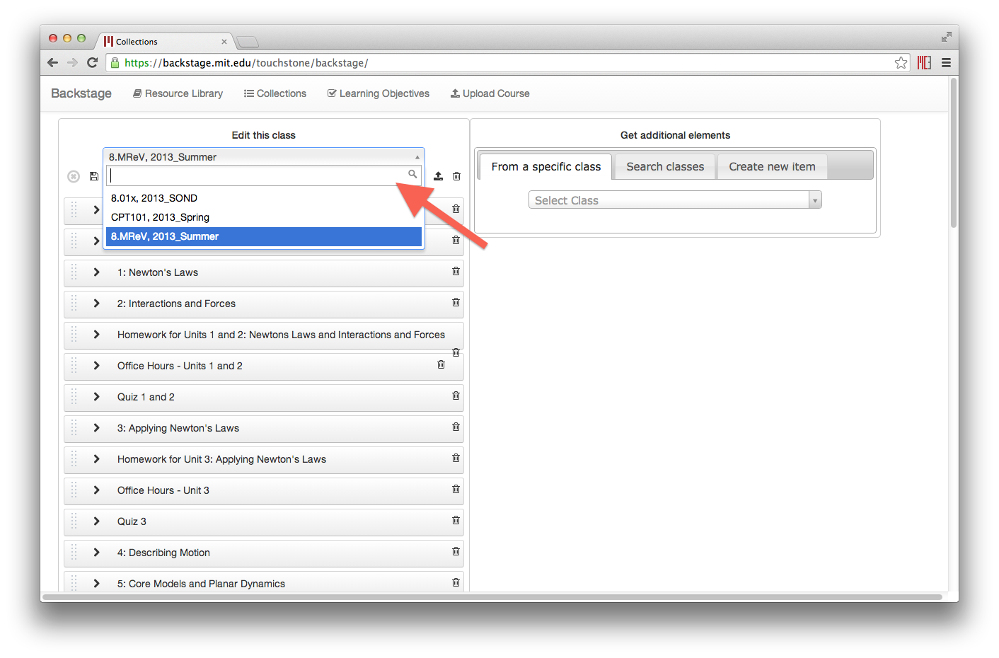 Collections
https://backstage.mit.edu/touchstone/backstage/
Backstage
Resource Library
Collections
Learning Objectives
Upload Course
Edit this class
8.MReV, 2013_Summer
8.01x, 2013_SOND
CPT101, 2013_Spring
8.MReV, 2013_Summer
1: Newton's Laws
2: Interactions and Forces
Homework for Units 1 and 2: Newtons Laws and Interactions and Forces
Office Hours - Units 1 and 2
Quiz 1 and 2
3: Applying Newton's Laws
Homework for Unit 3: Applying Newton's Laws
Office Hours - Unit 3
Quiz 3
4: Describing Motion
5: Core Models and Planar Dynamics
Get additional elements
From a specific class
Search classes
Create new item
Select Class